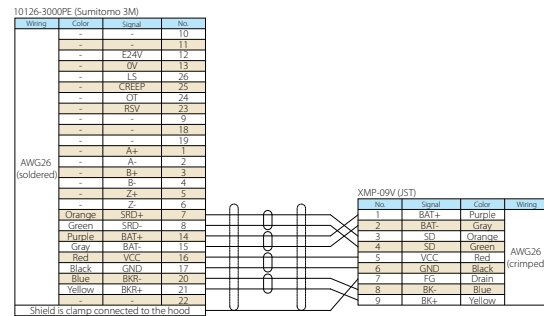 10126-3000PE (Sumitomo 3M)
Wiring Color Signal No.
- - 10
- - 11
- E24V 12
- 0V 13
- LS 26
- CREEP 25
- OT 24
- RSV 23
- - 9
- - 18
- - 19
- A+ 1
- A- 2
- B+ 3
- B- 4
- Z+ 5
- Z- 6
Orange SRD+ 7
Green SRD- 8
Purple BAT+ 14
Gray BAT- 15
Red VCC 16
Black GND 17
Blue BKR- 20
Yellow BKR+ 21
- - 22
AWG26
(soldered)
Shield is clamp connected to the hood
XMP-09V (JST)
No. Signal Color Wiring
1 BAT+ Purple
2 BAT- Gray
3 SD Orange
4 SD Green
5 VCC Red
6 GND Black
7 FG Drain
8 BK- Blue
9 BK+ Yellow
AWG26
(crimped